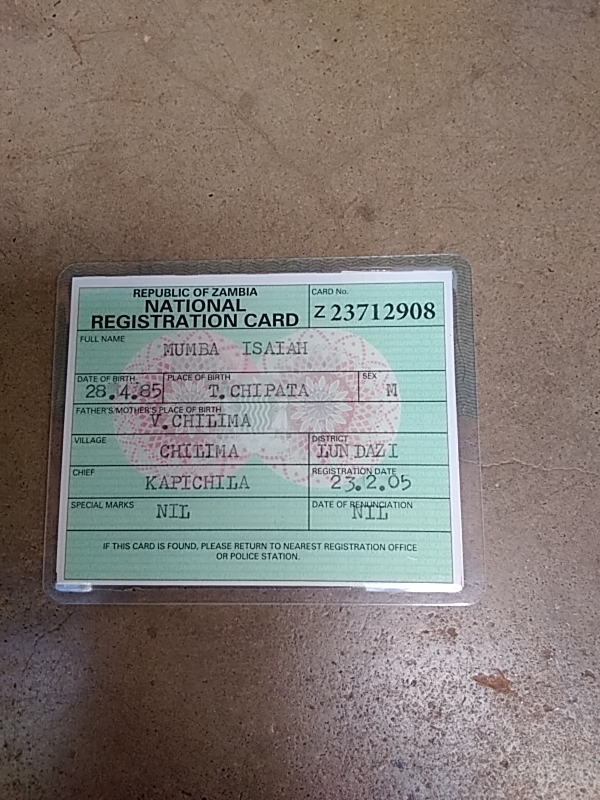 REPUBLIC OF ZAMBIA
NATIONAL
REGISTRATION CARD
CARD No.
Z 23712908
FULL NAME
MUMBA ISAIAH
DATE OF BIRTH
28.4.85
PLACE OF BIRTH
T.CHIPATA
SEX
M
FATHER'S/MOTHER'S PLACE OF BIRTH
V.CHILIMA
VILLAGE
CHILIMA
DISTRICT
LUNDAZI
CHIEF
KAPICHILA
REGISTRATION DATE
23.2.05
SPECIAL MARKS
NIL
DATE OF RENUNCIATION
NIL
IF THIS CARD IS FOUND, PLEASE RETURN TO NEAREST REGISTRATION OFFICE
OR POLICE STATION.